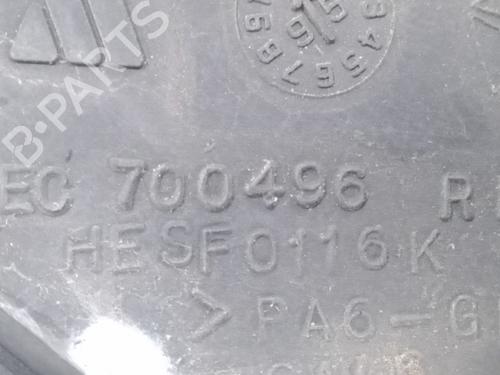 B-PARTS
EC 700496 R
HESF0116K
>PA6-G